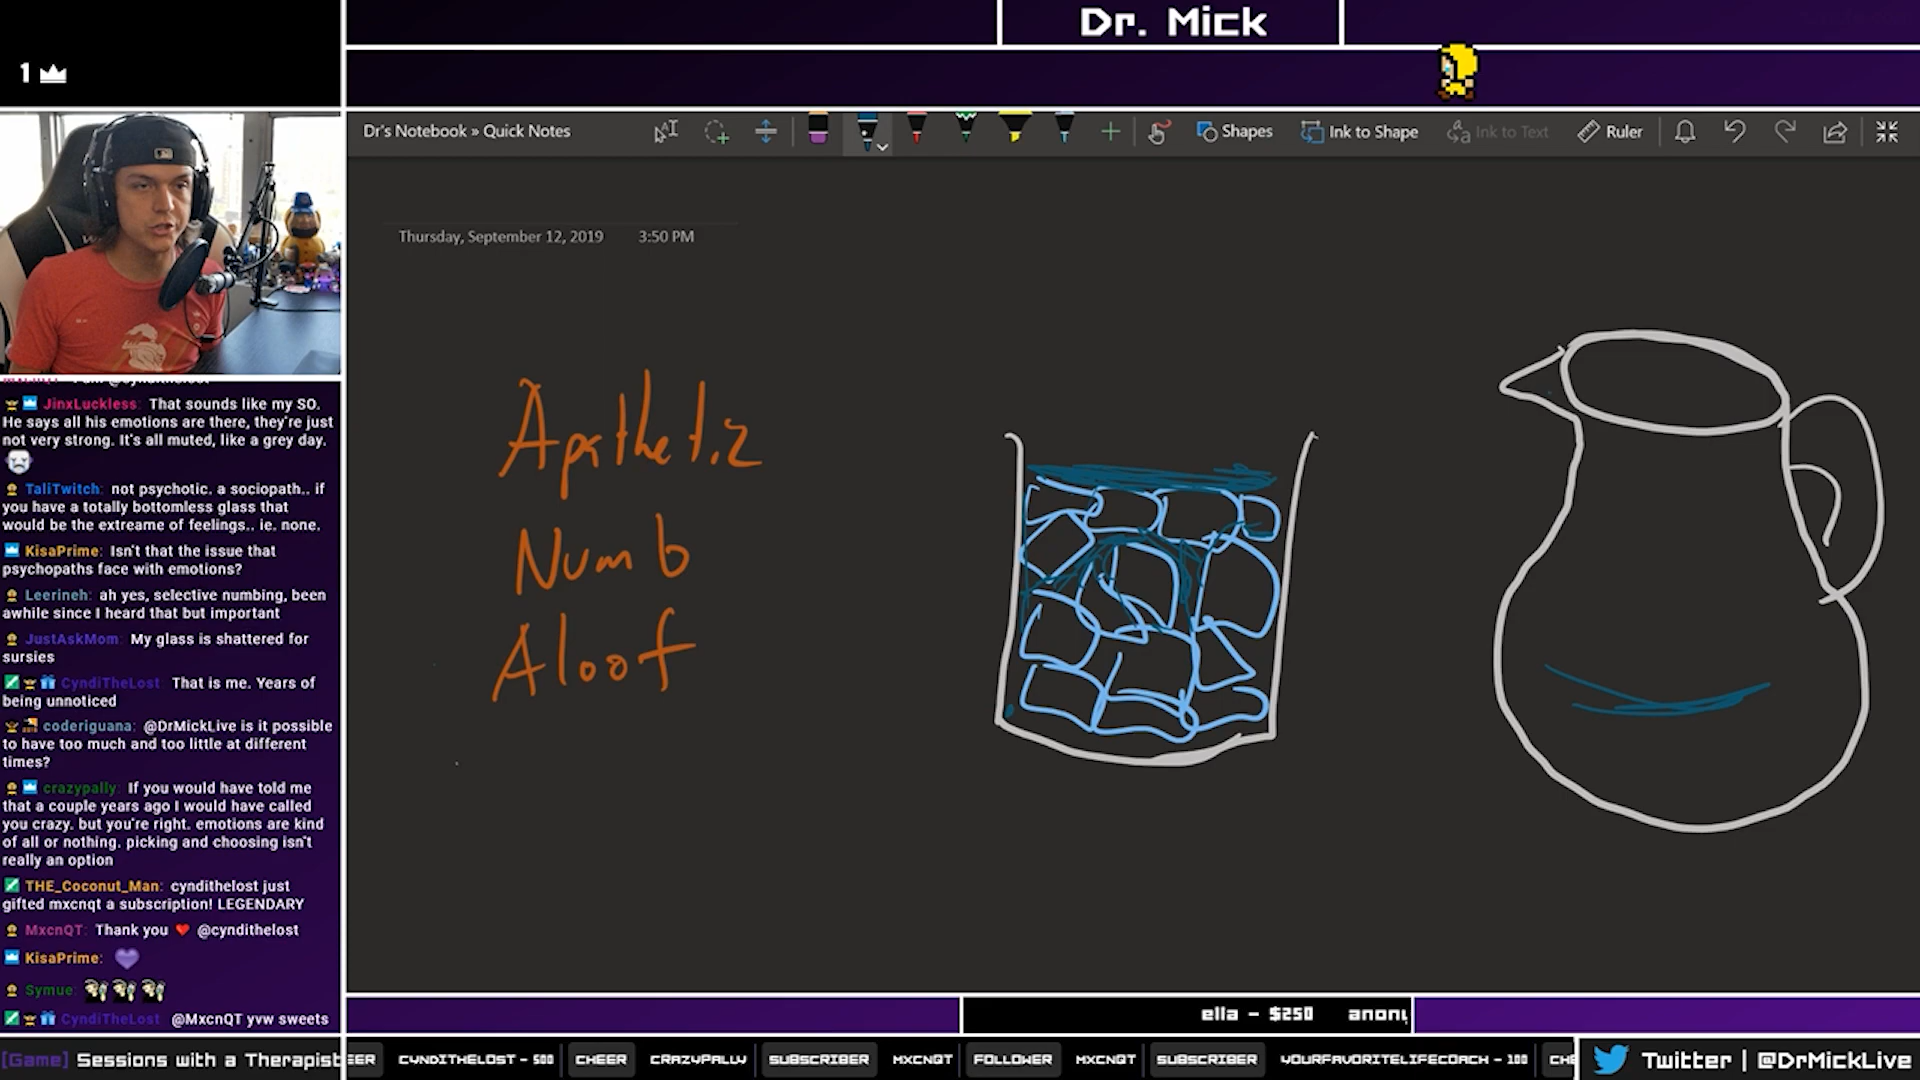 Dr. Mick
1
Dr's Notebook » Quick Notes
Shapes
Ink to Shape
Ink to Text
Ruler
Thursday, September 12, 2019 3:50 PM
Apathetic
Numb
Aloof
JinxLuckless: That sounds like my SO.
He says all his emotions are there, they're just
not very strong. It's all muted, like a grey day.
TaliTwitch: not psychotic. a sociopath.. if
you have a totally bottomless glass that
would be the extreame of feelings.. ie. none.
KisaPrime: Isn't that the issue that
psychopaths face with emotions?
Leerineh: ah yes, selective numbing, been
awhile since I heard that but important
JustAskMom: My glass is shattered for
sursies
CyndiTheLost: That is me. Years of
being unnoticed
coderiguana: @DrMickLive is it possible
to have too much and too little at different
times?
crazypally: If you would have told me
that a couple years ago I would have called
you crazy. but you're right. emotions are kind
of all or nothing. picking and choosing isn't
really an option
THE_Coconut_Man: cyndithelost just
gifted mxcnqt a subscription! LEGENDARY
MxcnQT: Thank you @cyndithelost
KisaPrime:
Symue:
CyndiTheLost: @MxcnQT yvw sweets
ella - $250 anony
[Game] Sessions with a Therapist
EER CYNDITHELOST - 500 CHEER CRAZYPALLY SUBSCRIBER MXCNQT FOLLOWER MXCNQT SUBSCRIBER YOURFAVORITELIFECOACH - 100 CHE
Twitter | @DrMickLive